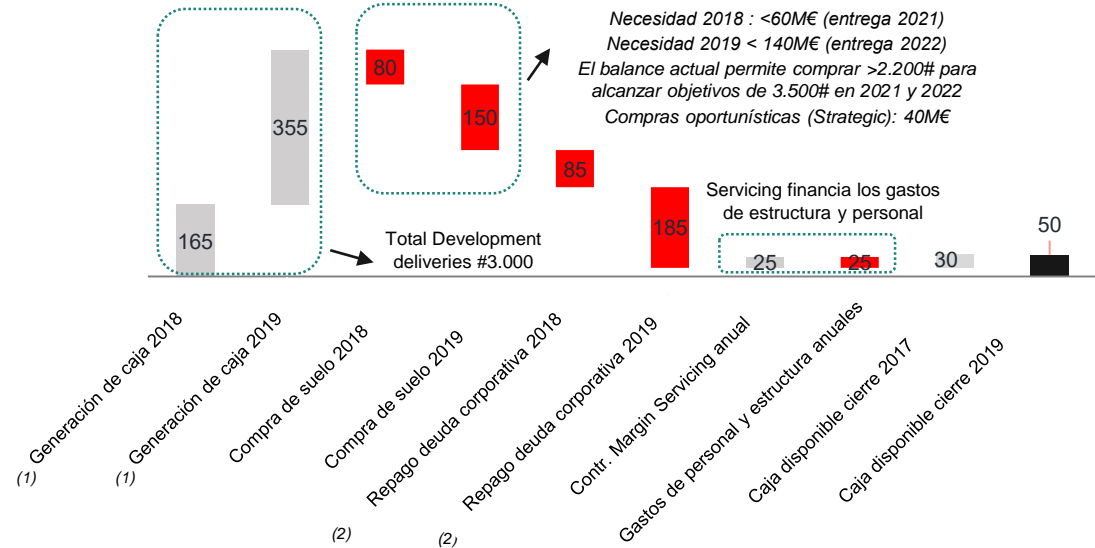 Necesidad 2018 : <60M€ (entrega 2021)
Necesidad 2019 < 140M€ (entrega 2022)
El balance actual permite comprar >2.200# para
alcanzar objetivos de 3.500# en 2021 y 2022
Compras oportunísticas (Strategic): 40M€
80
150
355
85
Servicing financia los gastos
de estructura y personal
185
50
165
Total Development
deliveries #3.000
25
25
30
Generación de caja 2018
(1)
Generación de caja 2019
(1)
Compra de suelo 2018
Compra de suelo 2019
Repago deuda corporativa 2018
(2)
Repago deuda corporativa 2019
(2)
Contr. Margin Servicing anual
Gastos de personal y estructura anuales
Caja disponible cierre 2017
Caja disponible cierre 2019